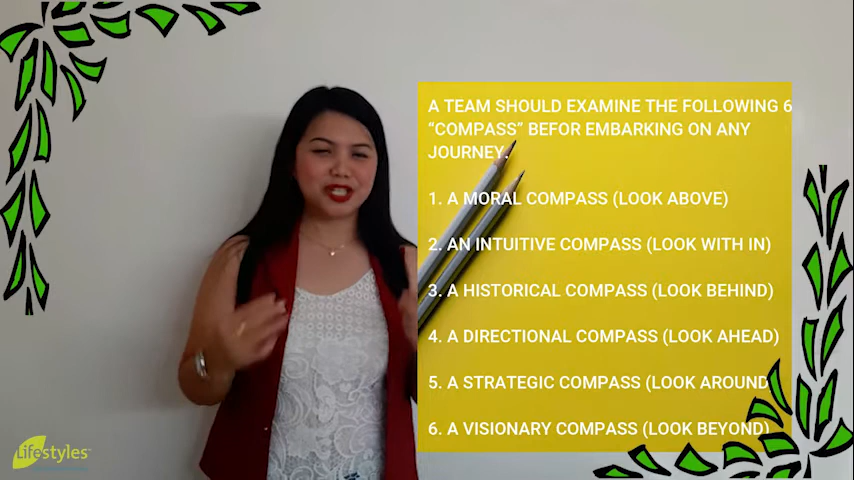 A TEAM SHOULD EXAMINE THE FOLLOWING 6
“COMPASS” BEFOR EMBARKING ON ANY
JOURNEY.
1. A MORAL COMPASS (LOOK ABOVE)
2. AN INTUITIVE COMPASS (LOOK WITH IN)
3. A HISTORICAL COMPASS (LOOK BEHIND)
4. A DIRECTIONAL COMPASS (LOOK AHEAD)
5. A STRATEGIC COMPASS (LOOK AROUND
6. A VISIONARY COMPASS (LOOK BEYOND)
Lifestyles